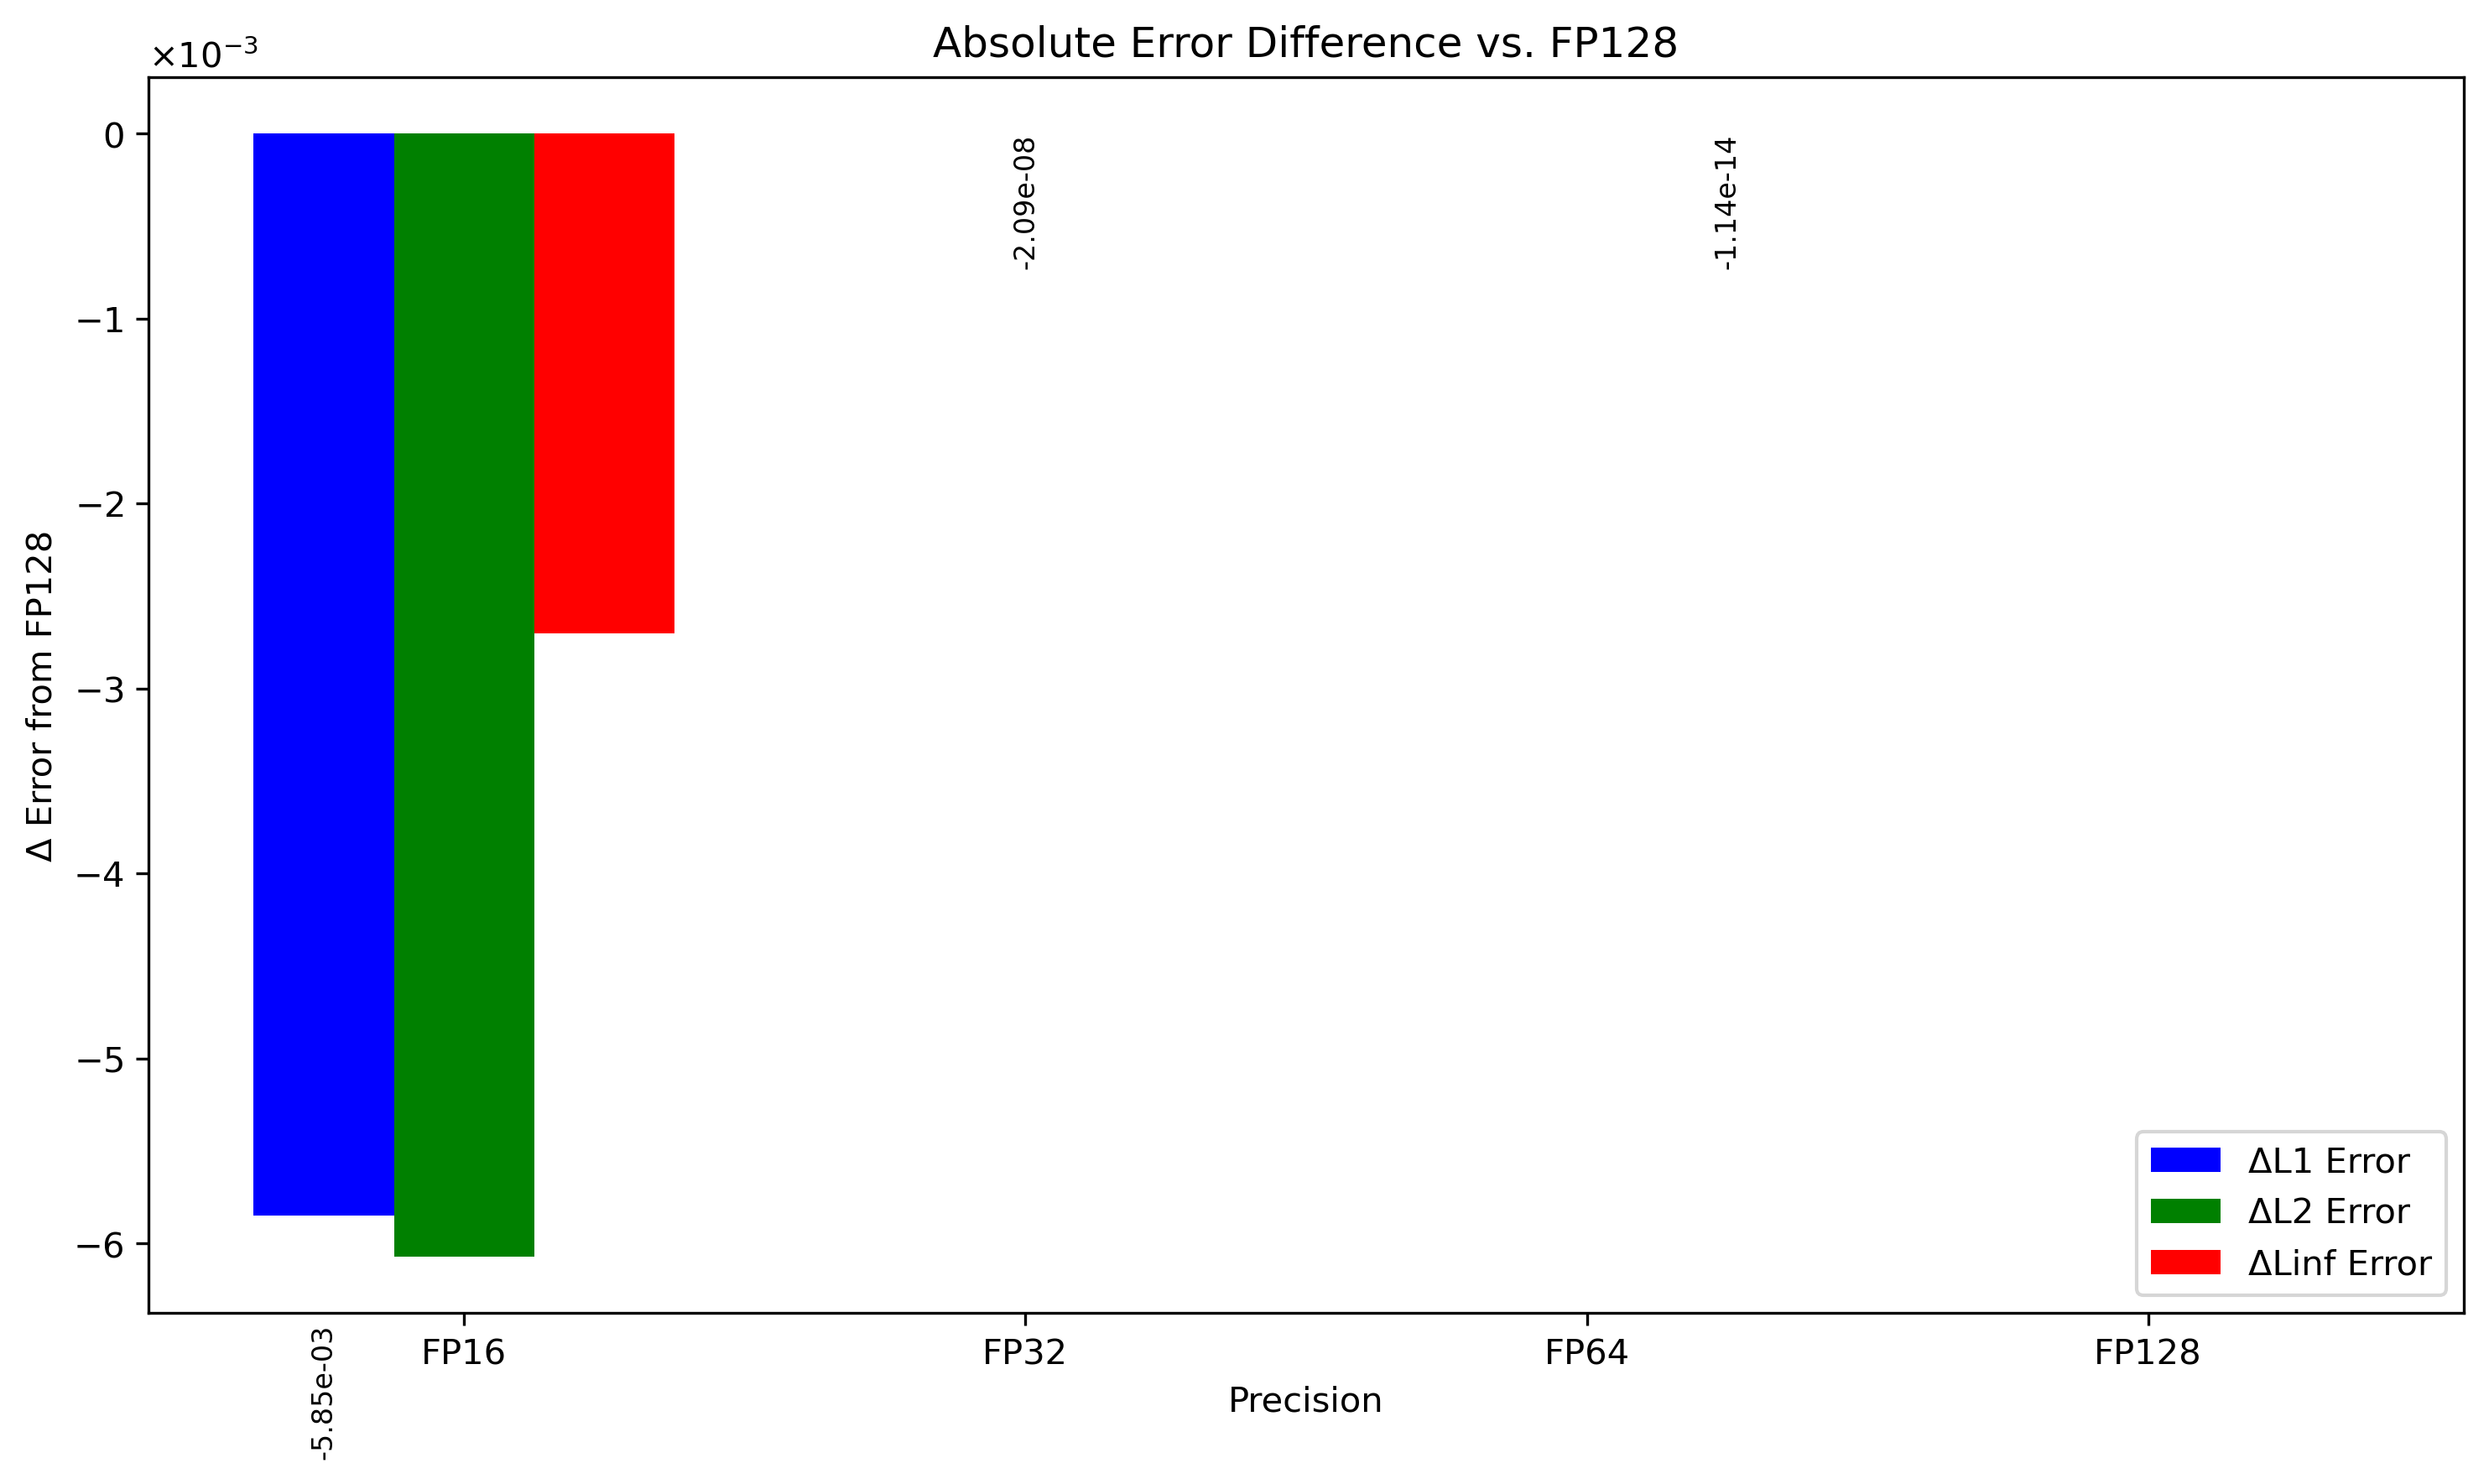 Absolute Error Difference vs. FP128
×10⁻³
0
−1
−2
−3
−4
−5
−6
Δ Error from FP128
-2.09e-08
-1.14e-14
-5.85e-03
ΔL1 Error
ΔL2 Error
ΔLinf Error
FP16
FP32
FP64
FP128
Precision